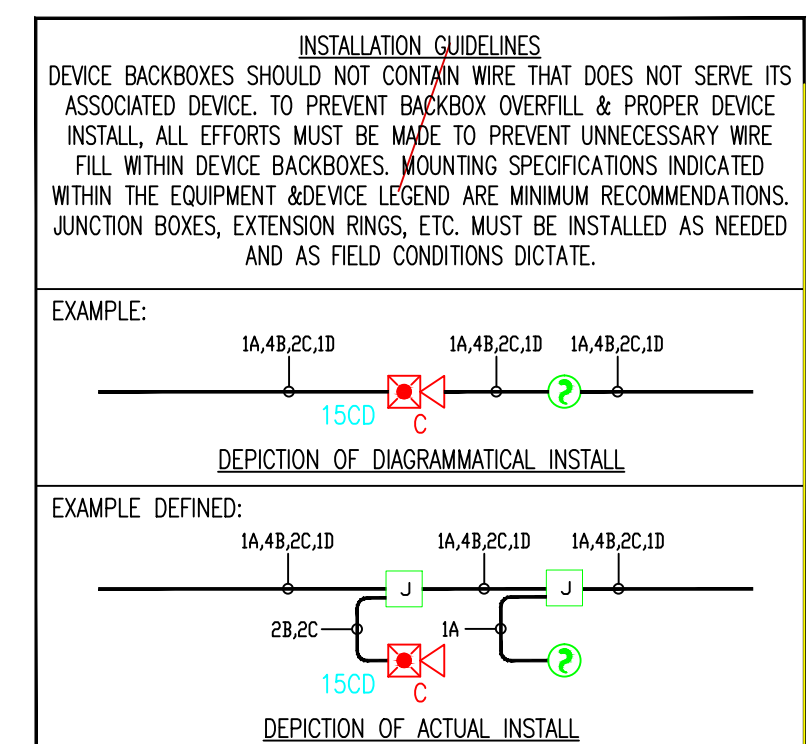 INSTALLATION GUIDELINES
DEVICE BACKBOXES SHOULD NOT CONTAIN WIRE THAT DOES NOT SERVE ITS
ASSOCIATED DEVICE. TO PREVENT BACKBOX OVERFILL & PROPER DEVICE
INSTALL, ALL EFFORTS MUST BE MADE TO PREVENT UNNECESSARY WIRE
FILL WITHIN DEVICE BACKBOXES. MOUNTING SPECIFICATIONS INDICATED
WITHIN THE EQUIPMENT &DEVICE LEGEND ARE MINIMUM RECOMMENDATIONS.
JUNCTION BOXES, EXTENSION RINGS, ETC. MUST BE INSTALLED AS NEEDED
AND AS FIELD CONDITIONS DICTATE.
EXAMPLE:
1A,4B,2C,1D 1A,4B,2C,1D 1A,4B,2C,1D
15CD C
DEPICTION OF DIAGRAMMATICAL INSTALL
EXAMPLE DEFINED:
1A,4B,2C,1D 1A,4B,2C,1D 1A,4B,2C,1D
J J
2B,2C 1A
15CD C
DEPICTION OF ACTUAL INSTALL